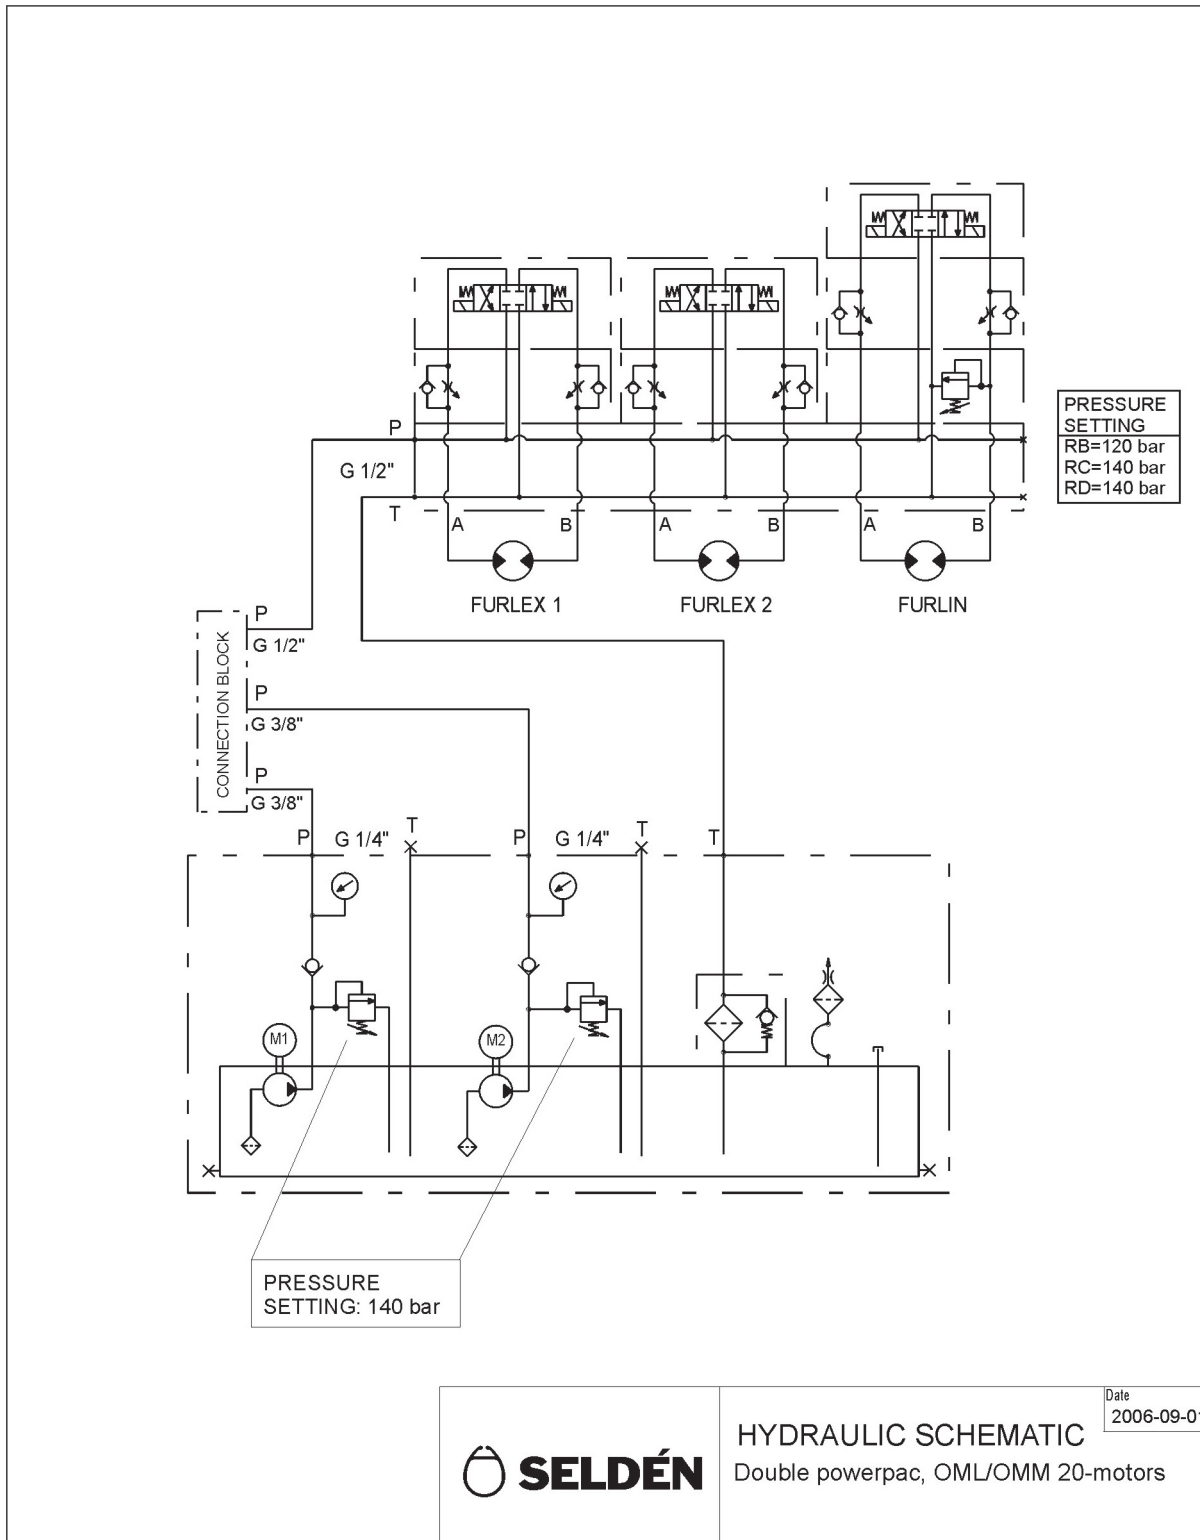 PRESSURE
SETTING
RB=120 bar
RC=140 bar
RD=140 bar
P
G 1/2"
T
A
B
A
B
A
B
FURLEX 1
FURLEX 2
FURLIN
CONNECTION BLOCK
P
G 1/2"
P
G 3/8"
P
G 3/8"
P
G 1/4"
T
P
G 1/4"
T
T
M1
M2
PRESSURE
SETTING: 140 bar
SELDÉN
HYDRAULIC SCHEMATIC
Double powerpac, OML/OMM 20-motors
Date
2006-09-01